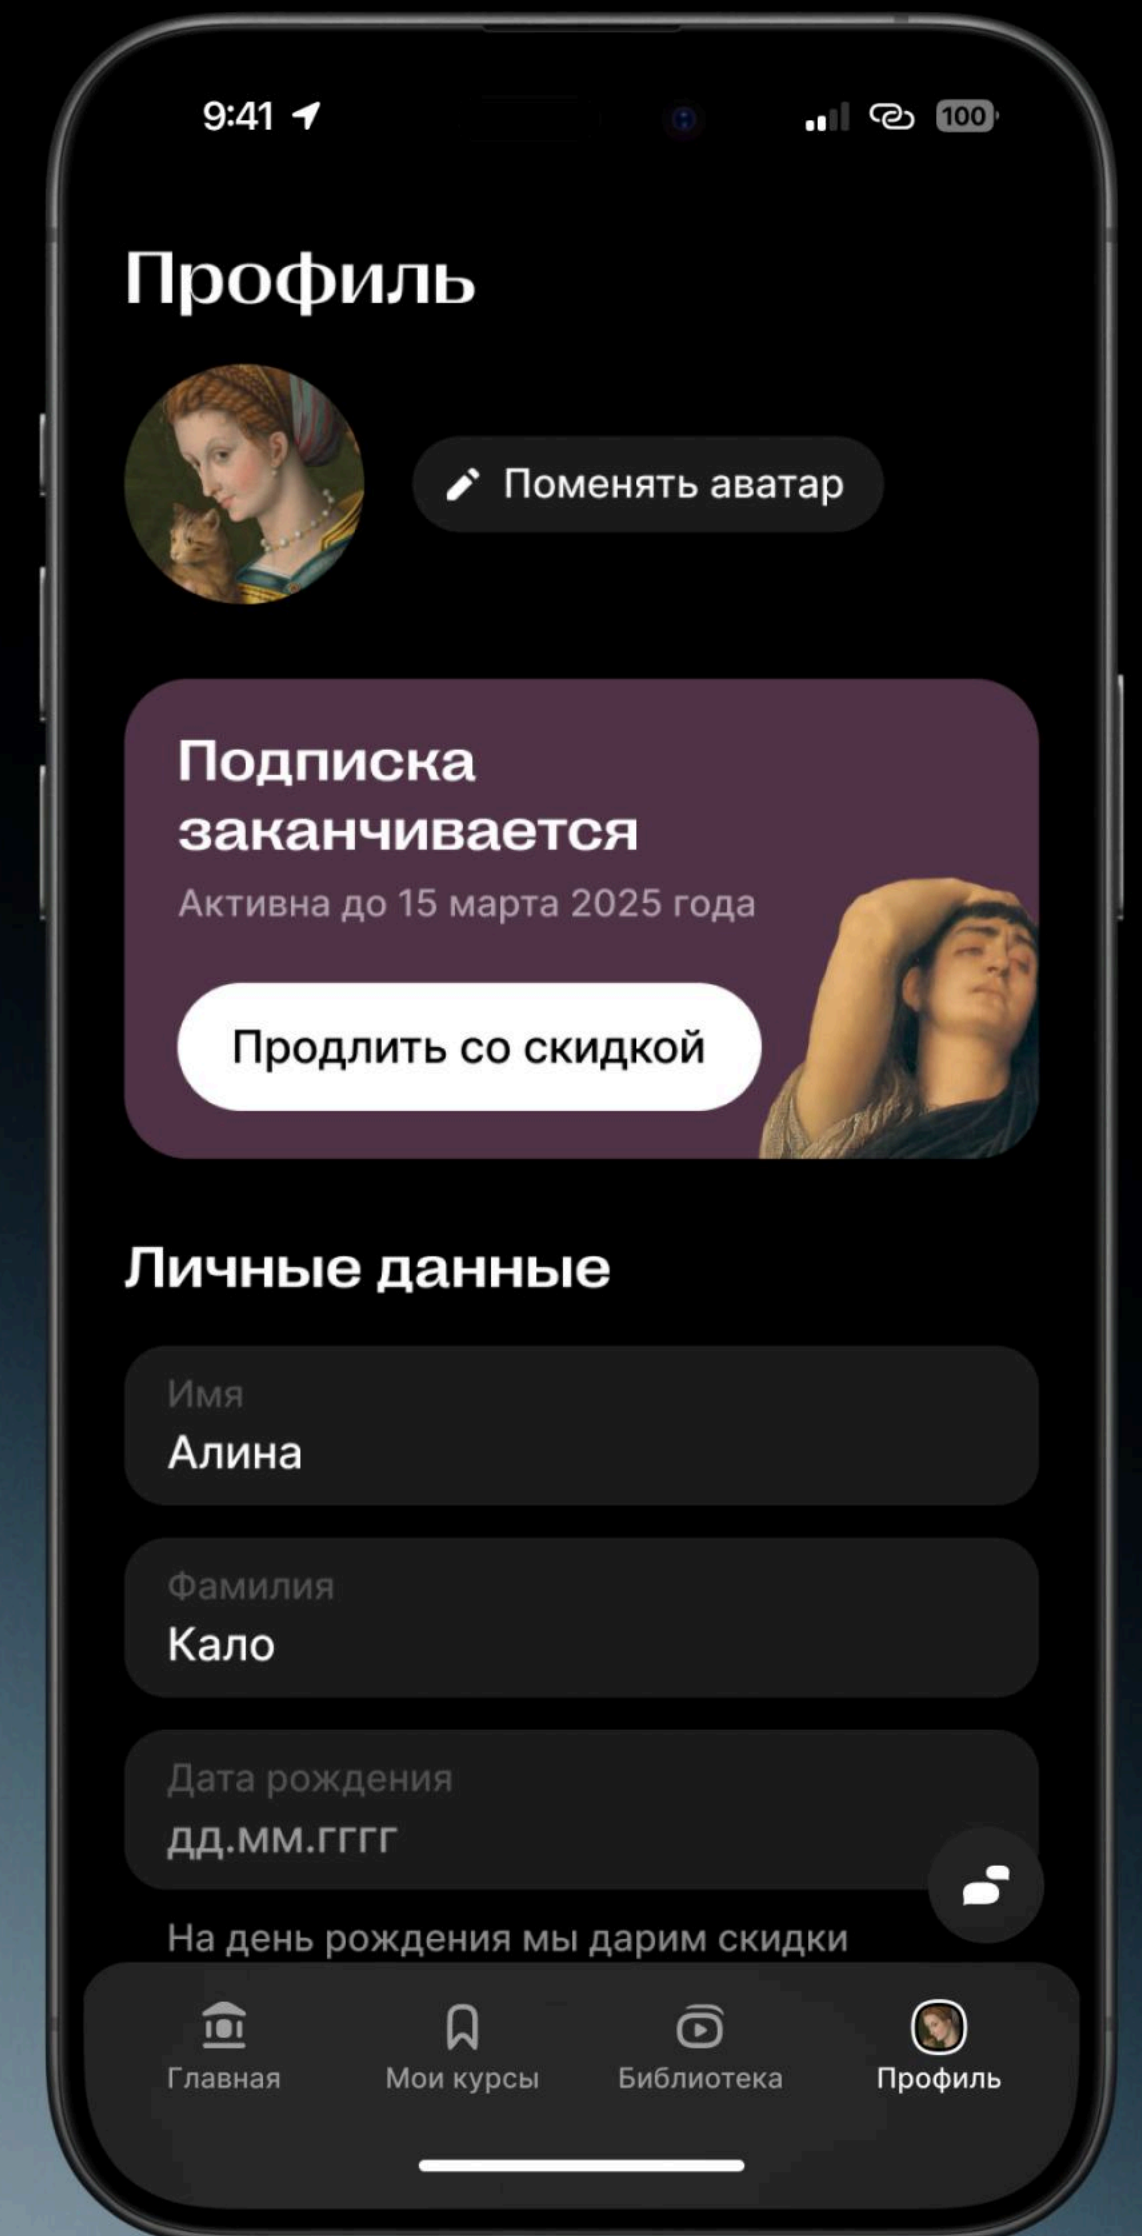 9:41
100
Профиль
Поменять аватар
Подписка
заканчивается
Активна до 15 марта 2025 года
Продлить со скидкой
Личные данные
Имя
Алина
Фамилия
Кало
Дата рождения
дд.мм.гггг
На день рождения мы дарим скидки
Главная
Мои курсы
Библиотека
Профиль